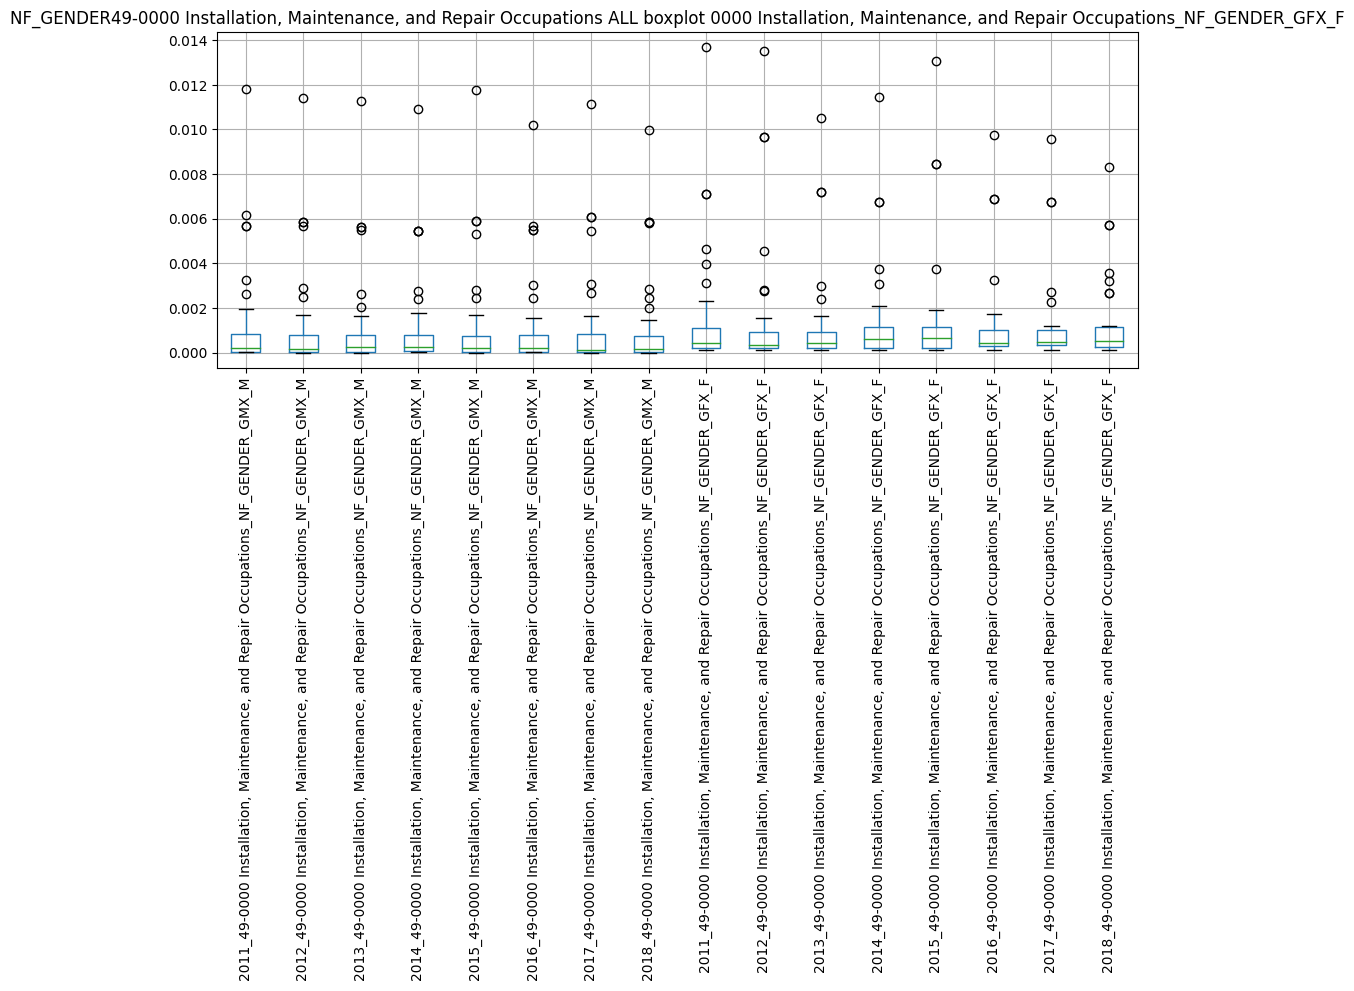 NF_GENDER49-0000 Installation, Maintenance, and Repair Occupations ALL boxplot 0000 Installation, Maintenance, and Repair Occupations_NF_GENDER_GFX_F
0.014
0.012
0.010
0.008
0.006
0.004
0.002
0.000
2011_49-0000 Installation, Maintenance, and Repair Occupations_NF_GENDER_GMX_M
2012_49-0000 Installation, Maintenance, and Repair Occupations_NF_GENDER_GMX_M
2013_49-0000 Installation, Maintenance, and Repair Occupations_NF_GENDER_GMX_M
2014_49-0000 Installation, Maintenance, and Repair Occupations_NF_GENDER_GMX_M
2015_49-0000 Installation, Maintenance, and Repair Occupations_NF_GENDER_GMX_M
2016_49-0000 Installation, Maintenance, and Repair Occupations_NF_GENDER_GMX_M
2017_49-0000 Installation, Maintenance, and Repair Occupations_NF_GENDER_GMX_M
2018_49-0000 Installation, Maintenance, and Repair Occupations_NF_GENDER_GMX_M
2011_49-0000 Installation, Maintenance, and Repair Occupations_NF_GENDER_GFX_F
2012_49-0000 Installation, Maintenance, and Repair Occupations_NF_GENDER_GFX_F
2013_49-0000 Installation, Maintenance, and Repair Occupations_NF_GENDER_GFX_F
2014_49-0000 Installation, Maintenance, and Repair Occupations_NF_GENDER_GFX_F
2015_49-0000 Installation, Maintenance, and Repair Occupations_NF_GENDER_GFX_F
2016_49-0000 Installation, Maintenance, and Repair Occupations_NF_GENDER_GFX_F
2017_49-0000 Installation, Maintenance, and Repair Occupations_NF_GENDER_GFX_F
2018_49-0000 Installation, Maintenance, and Repair Occupations_NF_GENDER_GFX_F